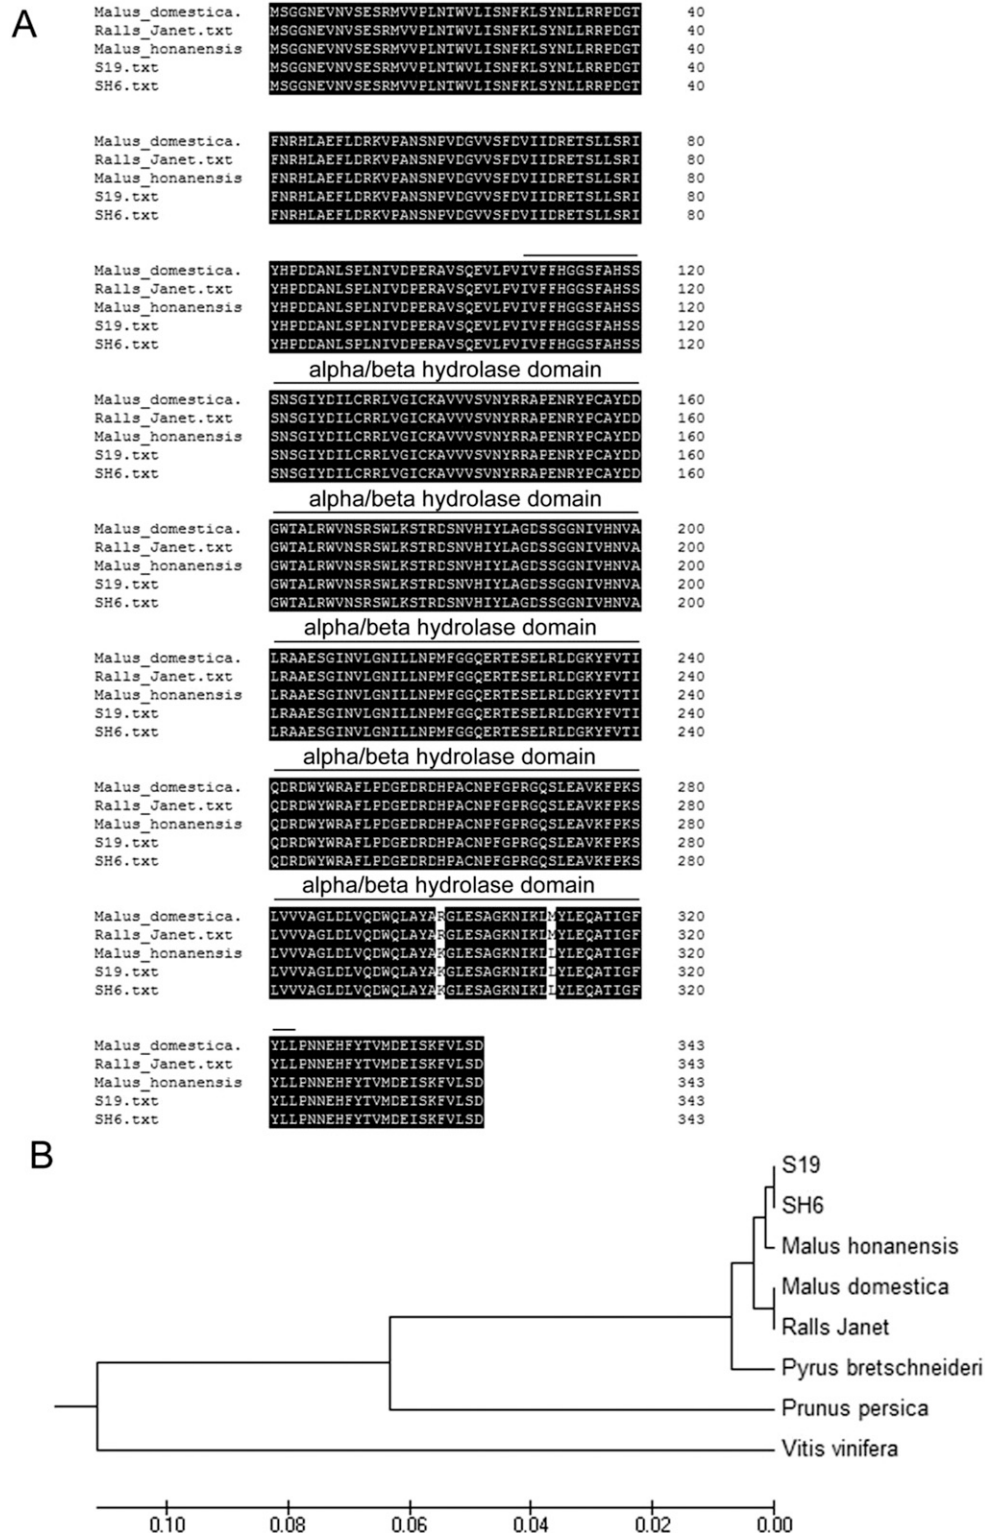 A
Malus_domestica. MSGGNEVNVSESRMVVPLNTWVLISNFKLSYNLLRRPDGT 40
Ralls_Janet.txt MSGGNEVNVSESRMVVPLNTWVLISNFKLSYNLLRRPDGT 40
Malus_honanensis MSGGNEVNVSESRMVVPLNTWVLISNFKLSYNLLRRPDGT 40
S19.txt MSGGNEVNVSESRMVVPLNTWVLISNFKLSYNLLRRPDGT 40
SH6.txt MSGGNEVNVSESRMVVPLNTWVLISNFKLSYNLLRRPDGT 40
Malus_domestica. FNRHLAEFLDRKVPANSNPVDGVVSFDVIIDRETSLLSRI 80
Ralls_Janet.txt FNRHLAEFLDRKVPANSNPVDGVVSFDVIIDRETSLLSRI 80
Malus_honanensis FNRHLAEFLDRKVPANSNPVDGVVSFDVIIDRETSLLSRI 80
S19.txt FNRHLAEFLDRKVPANSNPVDGVVSFDVIIDRETSLLSRI 80
SH6.txt FNRHLAEFLDRKVPANSNPVDGVVSFDVIIDRETSLLSRI 80
Malus_domestica. YHPDDANLSPLNIVDPERAVSQEVLPVIVFFHGGSFAHSS 120
Ralls_Janet.txt YHPDDANLSPLNIVDPERAVSQEVLPVIVFFHGGSFAHSS 120
Malus_honanensis YHPDDANLSPLNIVDPERAVSQEVLPVIVFFHGGSFAHSS 120
S19.txt YHPDDANLSPLNIVDPERAVSQEVLPVIVFFHGGSFAHSS 120
SH6.txt YHPDDANLSPLNIVDPERAVSQEVLPVIVFFHGGSFAHSS 120
alpha/beta hydrolase domain
Malus_domestica. SNSGIYDILCRRLVGICKAVVVSVNYRRAPENRYPCAYDD 160
Ralls_Janet.txt SNSGIYDILCRRLVGICKAVVVSVNYRRAPENRYPCAYDD 160
Malus_honanensis SNSGIYDILCRRLVGICKAVVVSVNYRRAPENRYPCAYDD 160
S19.txt SNSGIYDILCRRLVGICKAVVVSVNYRRAPENRYPCAYDD 160
SH6.txt SNSGIYDILCRRLVGICKAVVVSVNYRRAPENRYPCAYDD 160
alpha/beta hydrolase domain
Malus_domestica. GWTALRWVNSRSWLKSTRDSNVHIYLAGDSSGGNIVHNVA 200
Ralls_Janet.txt GWTALRWVNSRSWLKSTRDSNVHIYLAGDSSGGNIVHNVA 200
Malus_honanensis GWTALRWVNSRSWLKSTRDSNVHIYLAGDSSGGNIVHNVA 200
S19.txt GWTALRWVNSRSWLKSTRDSNVHIYLAGDSSGGNIVHNVA 200
SH6.txt GWTALRWVNSRSWLKSTRDSNVHIYLAGDSSGGNIVHNVA 200
alpha/beta hydrolase domain
Malus_domestica. LRAAESGINVLGNILLNPMFGGQERTESELRLDGKYFVTI 240
Ralls_Janet.txt LRAAESGINVLGNILLNPMFGGQERTESELRLDGKYFVTI 240
Malus_honanensis LRAAESGINVLGNILLNPMFGGQERTESELRLDGKYFVTI 240
S19.txt LRAAESGINVLGNILLNPMFGGQERTESELRLDGKYFVTI 240
SH6.txt LRAAESGINVLGNILLNPMFGGQERTESELRLDGKYFVTI 240
alpha/beta hydrolase domain
Malus_domestica. QDRDWYWRAFLPDGEDRDHPACNPFGPRGQSLEAVKFPKS 280
Ralls_Janet.txt QDRDWYWRAFLPDGEDRDHPACNPFGPRGQSLEAVKFPKS 280
Malus_honanensis QDRDWYWRAFLPDGEDRDHPACNPFGPRGQSLEAVKFPKS 280
S19.txt QDRDWYWRAFLPDGEDRDHPACNPFGPRGQSLEAVKFPKS 280
SH6.txt QDRDWYWRAFLPDGEDRDHPACNPFGPRGQSLEAVKFPKS 280
alpha/beta hydrolase domain
Malus_domestica. LVVVAGLDLVQDWQLAYARGLESAGKNIKLMYLEQATIGF 320
Ralls_Janet.txt LVVVAGLDLVQDWQLAYARGLESAGKNIKLMYLEQATIGF 320
Malus_honanensis LVVVAGLDLVQDWQLAYAKGLESAGKNIKLLYLEQATIGF 320
S19.txt LVVVAGLDLVQDWQLAYAKGLESAGKNIKLLYLEQATIGF 320
SH6.txt LVVVAGLDLVQDWQLAYAKGLESAGKNIKLLYLEQATIGF 320
Malus_domestica. YLLPNNEHFYTVMDEISKFVLSD 343
Ralls_Janet.txt YLLPNNEHFYTVMDEISKFVLSD 343
Malus_honanensis YLLPNNEHFYTVMDEISKFVLSD 343
S19.txt YLLPNNEHFYTVMDEISKFVLSD 343
SH6.txt YLLPNNEHFYTVMDEISKFVLSD 343
B
S19
SH6
Malus honanensis
Malus domestica
Ralls Janet
Pyrus bretschneideri
Prunus persica
Vitis vinifera
0.10 0.08 0.06 0.04 0.02 0.00